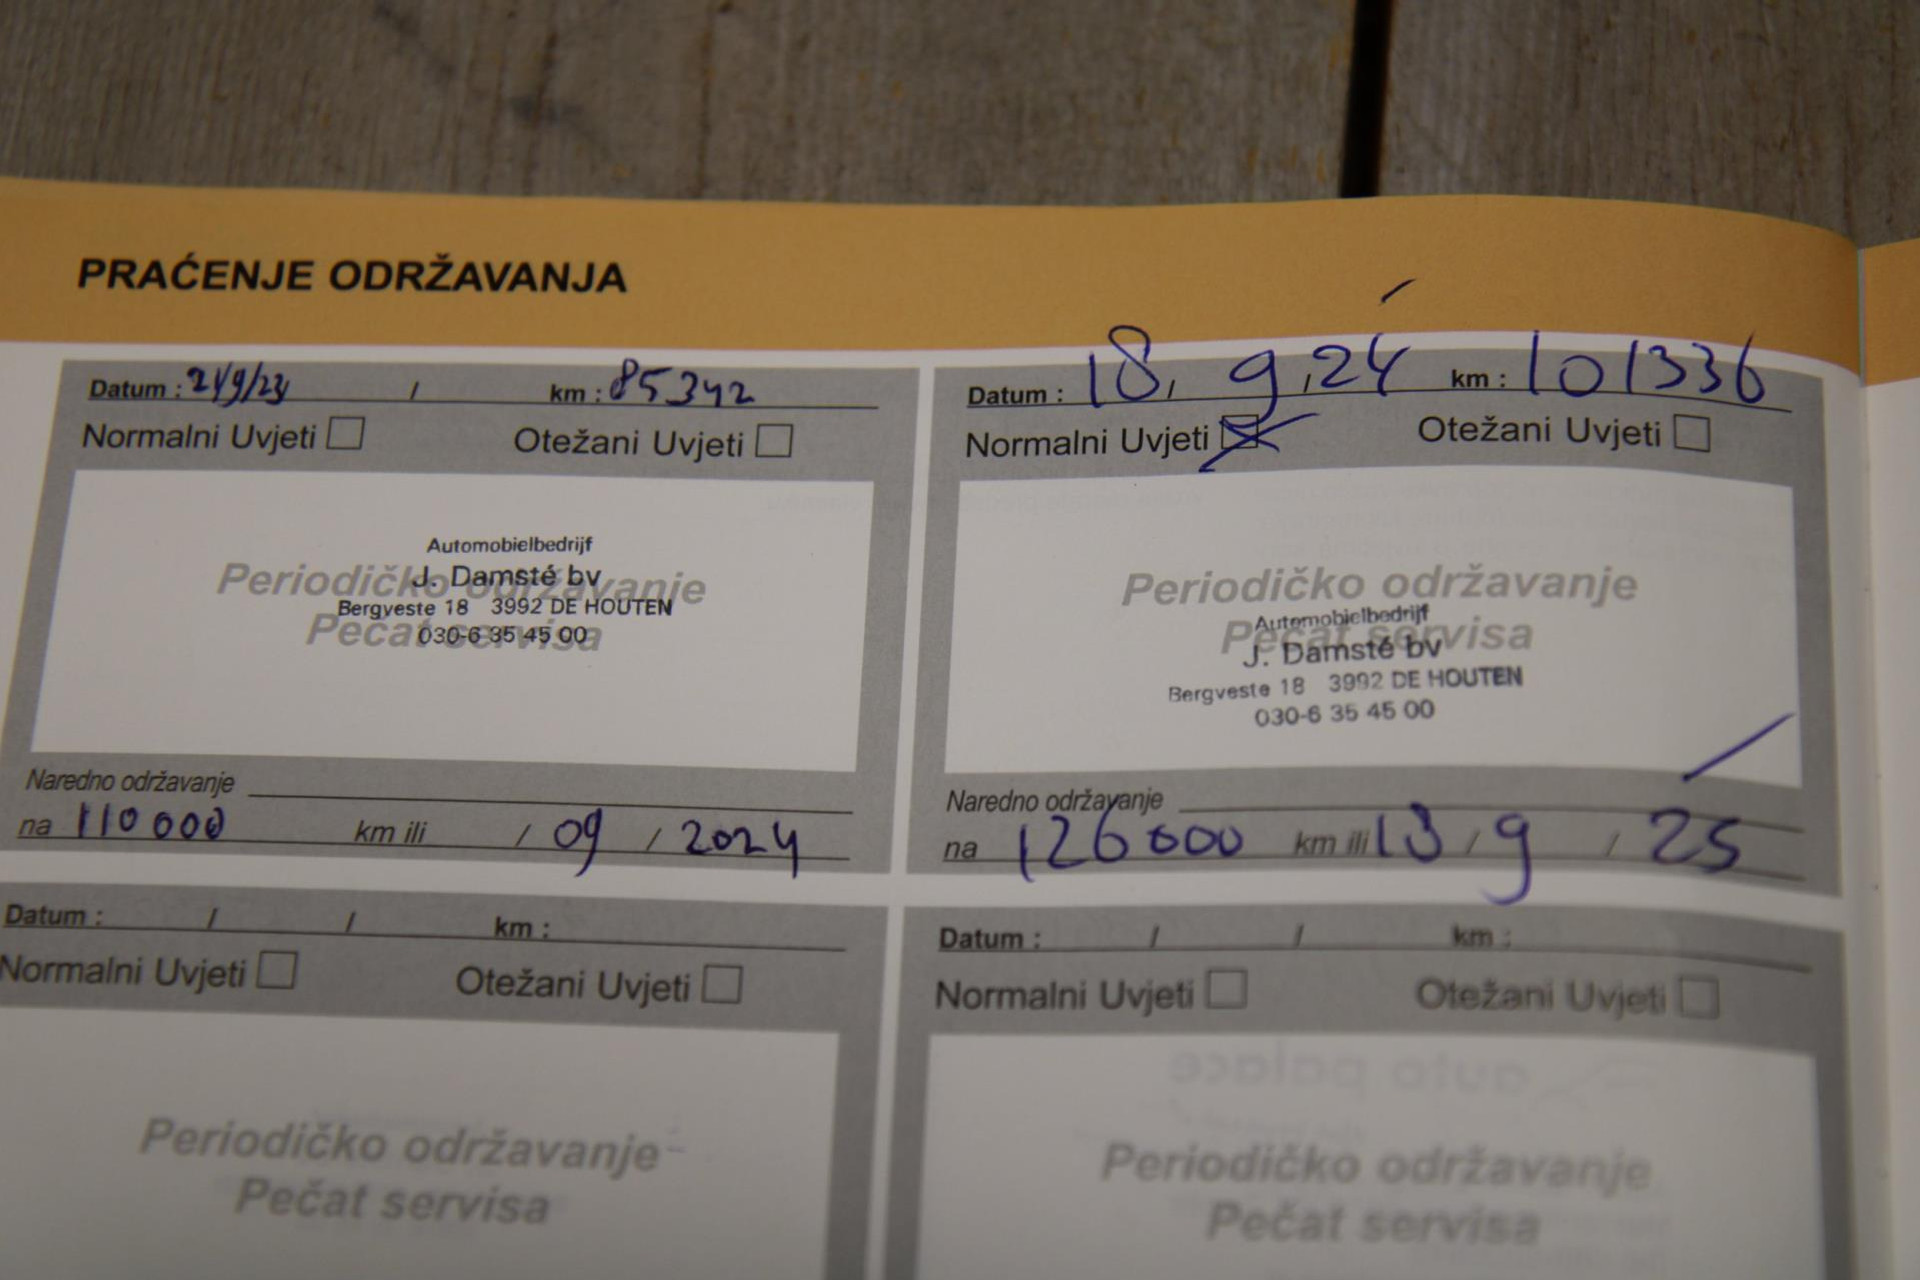 PRAĆENJE ODRŽAVANJA
Datum : 21/9/23 / km : 85342
Normalni Uvjeti Otežani Uvjeti
Periodičko održavanje
Pečat servisa
Automobielbedrijf
J. Damsté bv
Bergveste 18 3992 DE HOUTEN
030-6 35 45 00
Naredno održavanje
na 110 000 km ili / 09 / 2024
Datum : 18, 9, 24 km : 101336
Normalni Uvjeti Otežani Uvjeti
Periodičko održavanje
Pečat servisa
Automobielbedrijf
J. Damsté bv
Bergveste 18 3992 DE HOUTEN
030-6 35 45 00
Naredno održavanje
na 126000 km ili 18 / 9 / 25
Datum : / / km :
Normalni Uvjeti Otežani Uvjeti
Periodičko održavanje
Pečat servisa
Datum : / / km :
Normalni Uvjeti Otežani Uvjeti
Periodičko održavanje
Pečat servisa